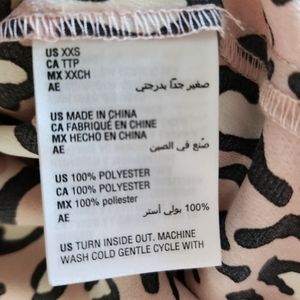 US XXS
CA TTP
MX XXCH
AE صغير جدًا بدرجتي
US MADE IN CHINA
CA FABRIQUÉ EN CHINE
MX HECHO EN CHINA
AE صنع في الصين
US 100% POLYESTER
CA 100% POLYESTER
MX 100% poliester
AE 100% بولي أستر
US TURN INSIDE OUT. MACHINE
WASH COLD GENTLE CYCLE WITH